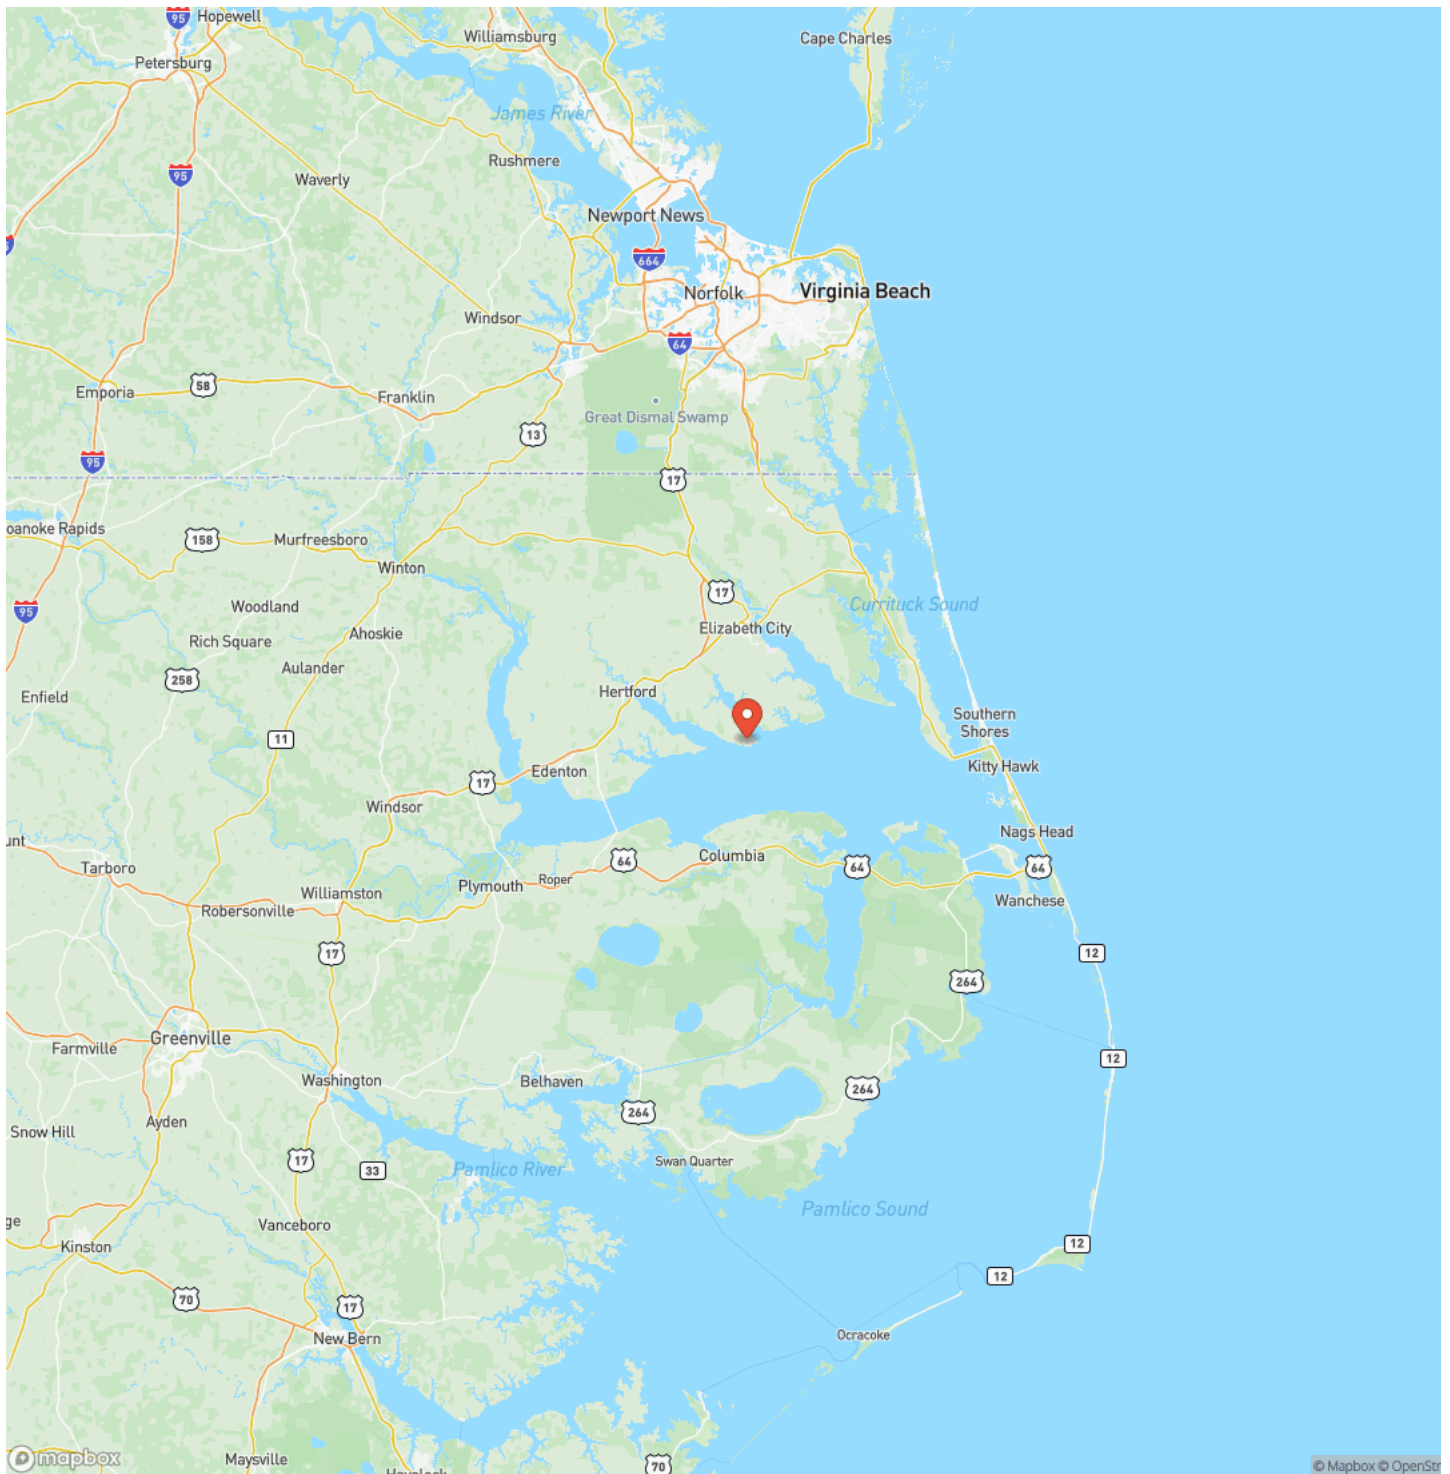 95
Hopewell
Petersburg
Williamsburg
Cape Charles
James River
Rushmere
95
Waverly
Newport News
664
Norfolk
Virginia Beach
Windsor
64
Emporia
58
Franklin
Great Dismal Swamp
13
95
17
oanoke Rapids
158
Murfreesboro
Winton
17
95
Woodland
Currituck Sound
Rich Square
Ahoskie
Elizabeth City
Aulander
258
Enfield
Hertford
Southern
Shores
11
Kitty Hawk
Edenton
17
Windsor
Nags Head
unt
Tarboro
64
Columbia
64
64
Roper
Plymouth
Williamston
Wanchese
Robersonville
17
12
264
Greenville
Farmville
12
Washington
Belhaven
264
264
Ayden
Snow Hill
17
33
Pamlico River
Swan Quarter
Pamlico Sound
ge
Vanceboro
Kinston
12
12
70
17
New Bern
Ocracoke
Maysville
70
mapbox
© Mapbox © OpenStr